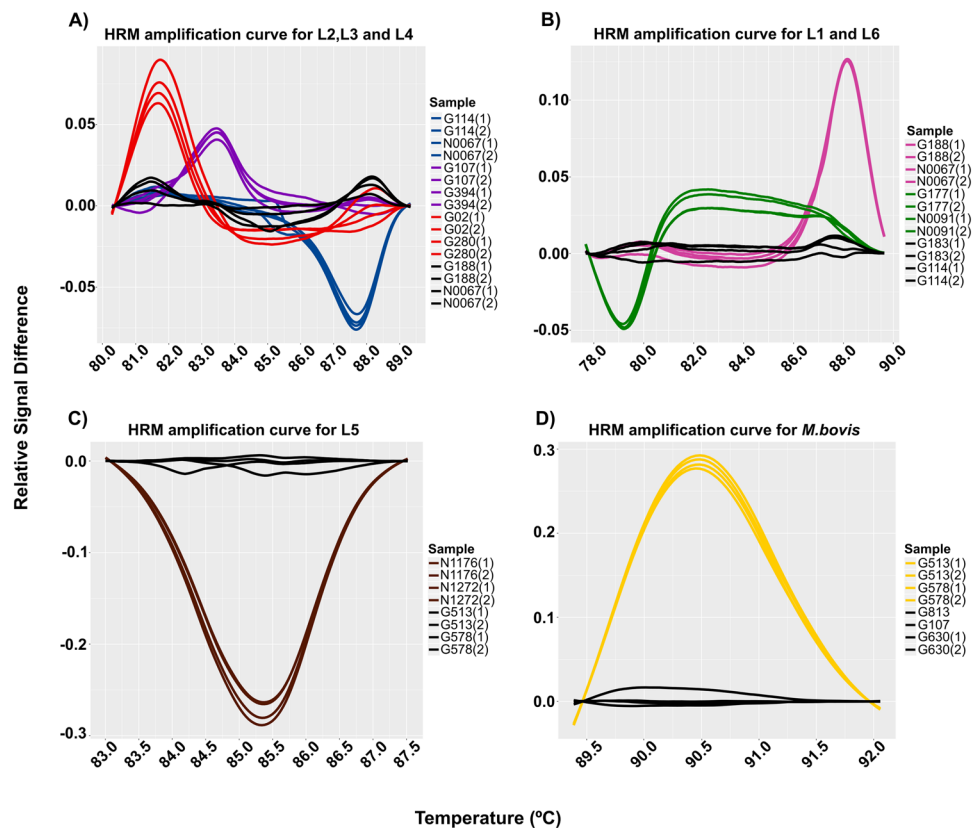 A)
HRM amplification curve for L2,L3 and L4
0.05
0.00
-0.05
80.0 81.0 82.0 83.0 84.0 85.0 86.0 87.0 88.0 89.0
Sample
G114(1)
G114(2)
N0067(1)
N0067(2)
G107(1)
G107(2)
G394(1)
G394(2)
G02(1)
G02(2)
G280(1)
G280(2)
G188(1)
G188(2)
N0067(1)
N0067(2)
B)
HRM amplification curve for L1 and L6
0.10
0.05
0.00
-0.05
78.0 80.0 82.0 84.0 86.0 88.0 90.0
Sample
G188(1)
G188(2)
N0067(1)
N0067(2)
G177(1)
G177(2)
N0091(1)
N0091(2)
G183(1)
G183(2)
G114(1)
G114(2)
Relative Signal Difference
C)
HRM amplification curve for L5
0.0
-0.1
-0.2
-0.3
83.0 83.5 84.0 84.5 85.0 85.5 86.0 86.5 87.0 87.5
Sample
N1176(1)
N1176(2)
N1272(1)
N1272(2)
G513(1)
G513(2)
G578(1)
G578(2)
D)
HRM amplification curve for M.bovis
0.3
0.2
0.1
0.0
89.5 90.0 90.5 91.0 91.5 92.0
Sample
G513(1)
G513(2)
G578(1)
G578(2)
G813
G107
G630(1)
G630(2)
Temperature (ºC)